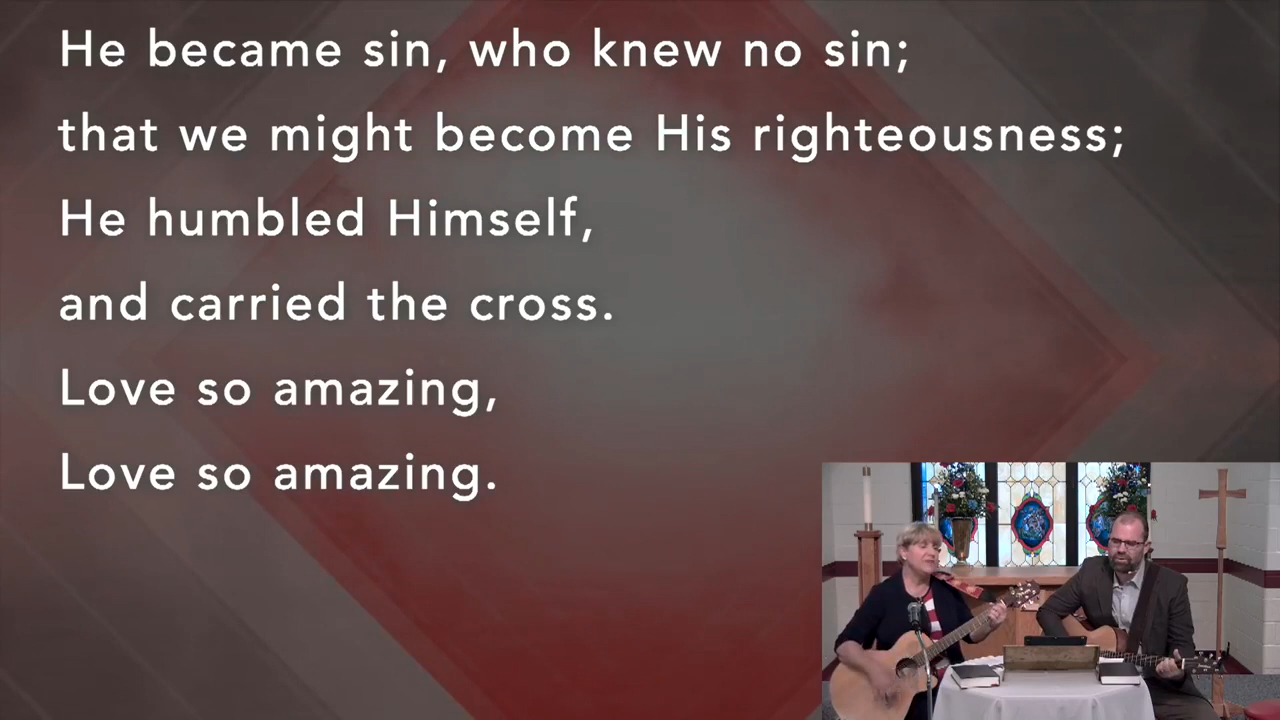 He became sin, who knew no sin;
that we might become His righteousness;
He humbled Himself,
and carried the cross.
Love so amazing,
Love so amazing.